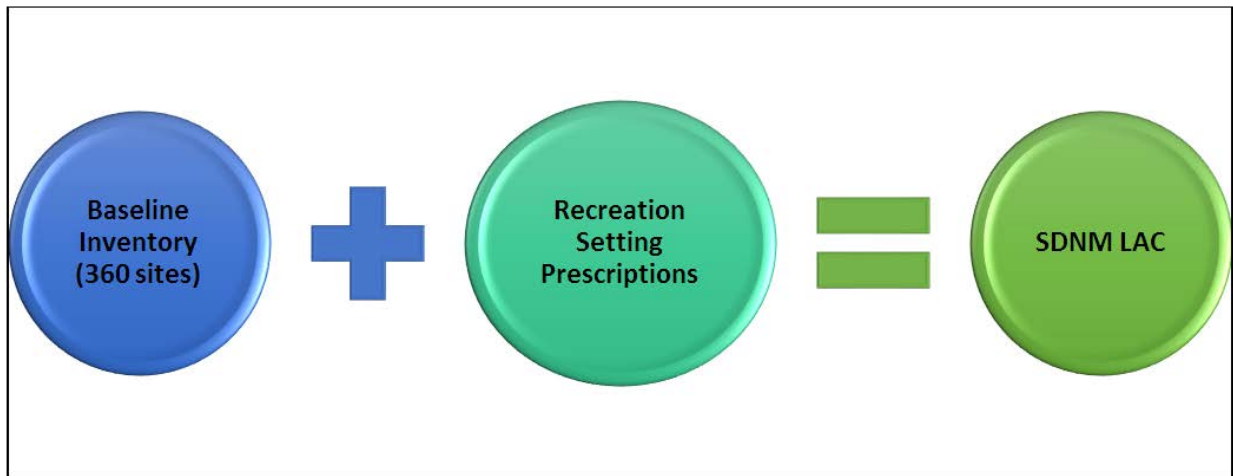 Baseline
Inventory
(360 sites)
Recreation
Setting
Prescriptions
SDNM LAC